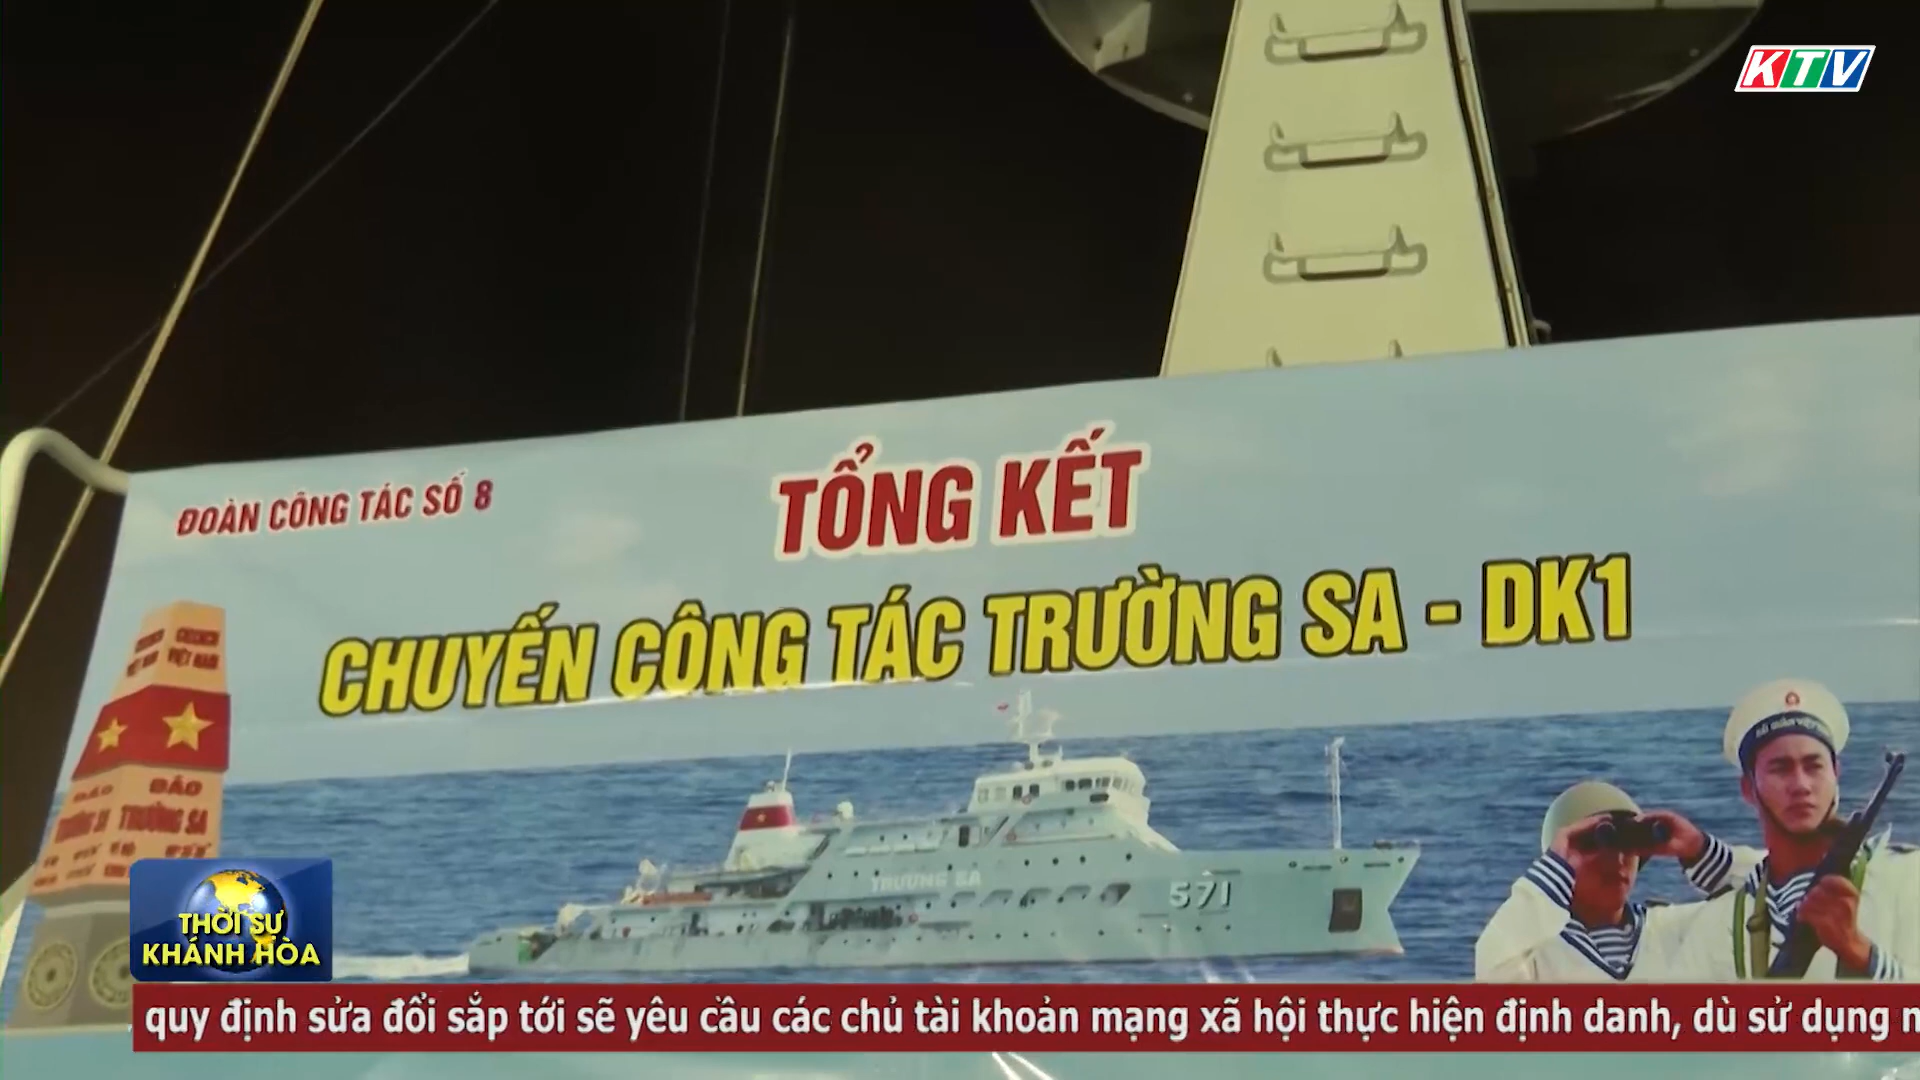 KTV
ĐOÀN CÔNG TÁC SỐ 8
TỔNG KẾT
CHUYẾN CÔNG TÁC TRƯỜNG SA - DK1
VIỆT NAM
ĐẢO
TRƯỜNG SA
TRƯỜNG SA
571
THỜI SỰ
KHÁNH HÒA
quy định sửa đổi sắp tới sẽ yêu cầu các chủ tài khoản mạng xã hội thực hiện định danh, dù sử dụng